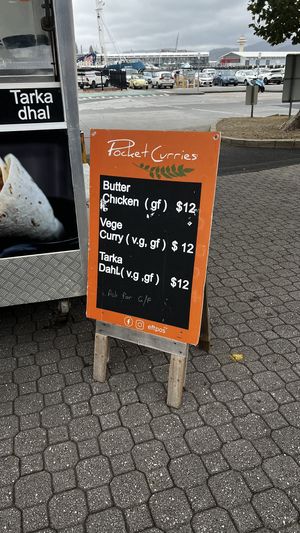 Tarka
dhal
Pocket Curries
Butter
Chicken (gf) $12
Vege
Curry (v.g, gf) $12
Tarka
Dahl.(v.g,gf) $12
Ask for G/F
eftpos